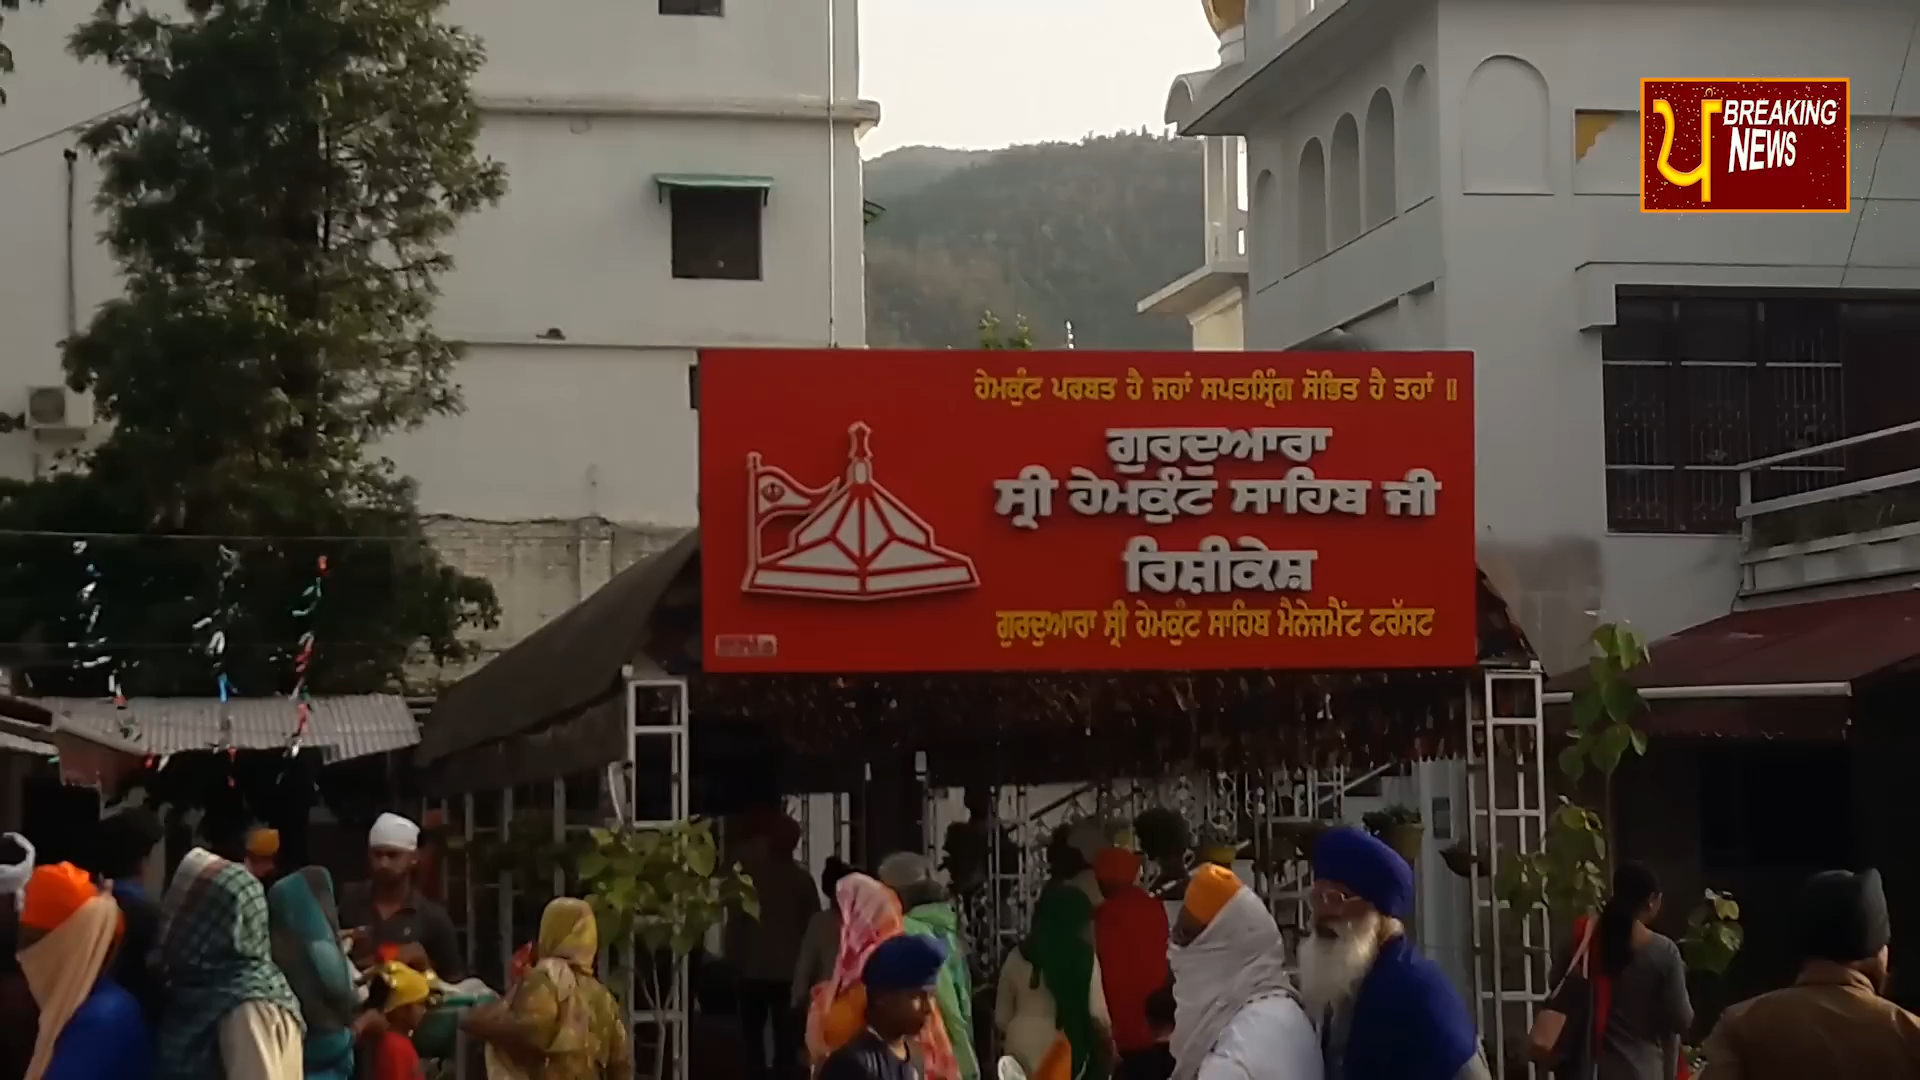 ਪ BREAKING
NEWS
ਹੇਮਕੁੰਟ ਪਰਬਤ ਹੈ ਜਹਾਂ ਸਪਤਸ੍ਰਿੰਗ ਸੋਭਿਤ ਹੈ ਤਹਾਂ ॥
ਗੁਰਦੁਆਰਾ
ਸ੍ਰੀ ਹੇਮਕੁੰਟ ਸਾਹਿਬ ਜੀ
ਰਿਸ਼ੀਕੇਸ਼
ਗੁਰਦੁਆਰਾ ਸ੍ਰੀ ਹੇਮਕੁੰਟ ਸਾਹਿਬ ਮੈਨੇਜਮੈਂਟ ਟਰੱਸਟ